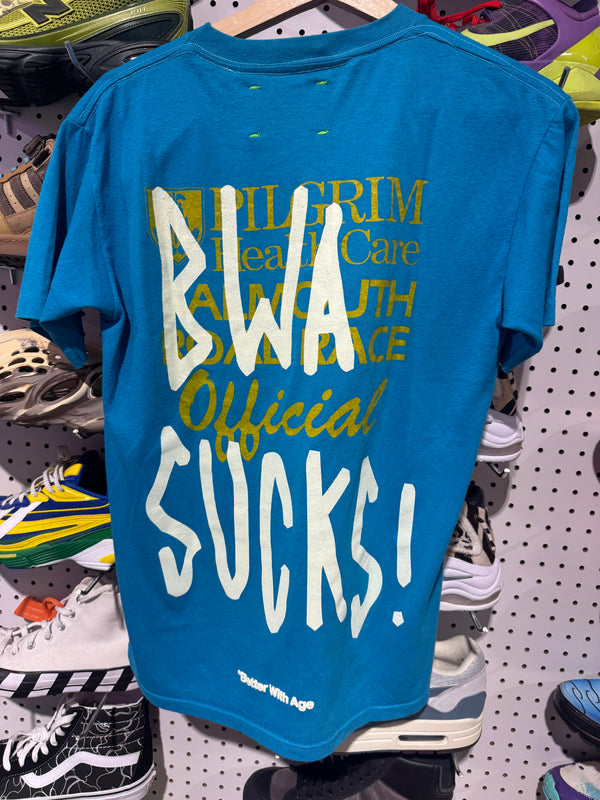 PILGRIM
Health Care
FALMOUTH
ROAD RACE
Official
BWA
SUCKS!
*Better With Age